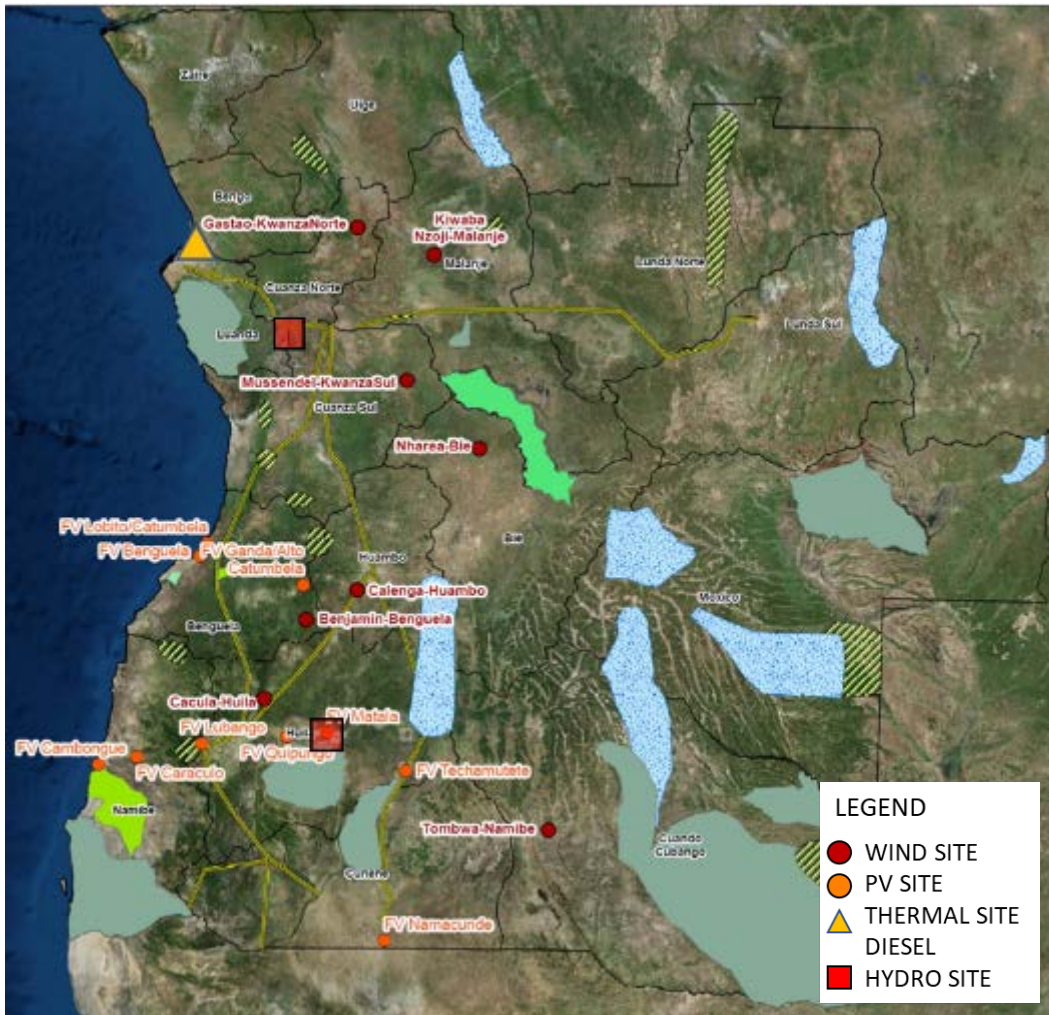 Zaire
Uige
Bengo
Gastao-KwanzaNorte
Kiwaba
Nzoji-Malanje
Malanje
Lunda Norte
Cuanza Norte
Luanda
Lunda Sul
Mussendel-KwanzaSul
Cuanza Sul
Nharea-Bie
FV Lobito/Catumbela
FV Benguela
FV Ganda/Alto
Catumbela
Huambo
Bie
Calenga-Huambo
Moxico
Benguela
Benjamin-Benguela
Cacula-Huila
FV Lubango
FV Matala
FV Cambongue
FV Caraculo
FV Quipungo
FV Techamutete
Namibe
Tombwa-Namibe
Cuando
Cubango
Cunene
FV Namacunde
LEGEND
WIND SITE
PV SITE
THERMAL SITE
DIESEL
HYDRO SITE